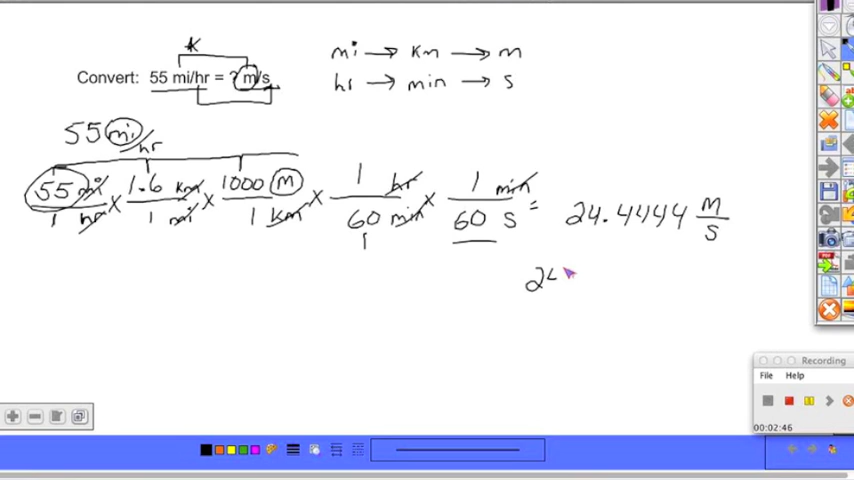 K
Convert: 55 mi/hr = ? m/s
mi → km → m
hr → min → s
55 mi/hr
55 mi/1 hr × 1.6 km/1 mi × 1000 m/1 km × 1 hr/60 min × 1 min/60 s = 24.4444 m/s
24
Recording
File Help
00:02:46